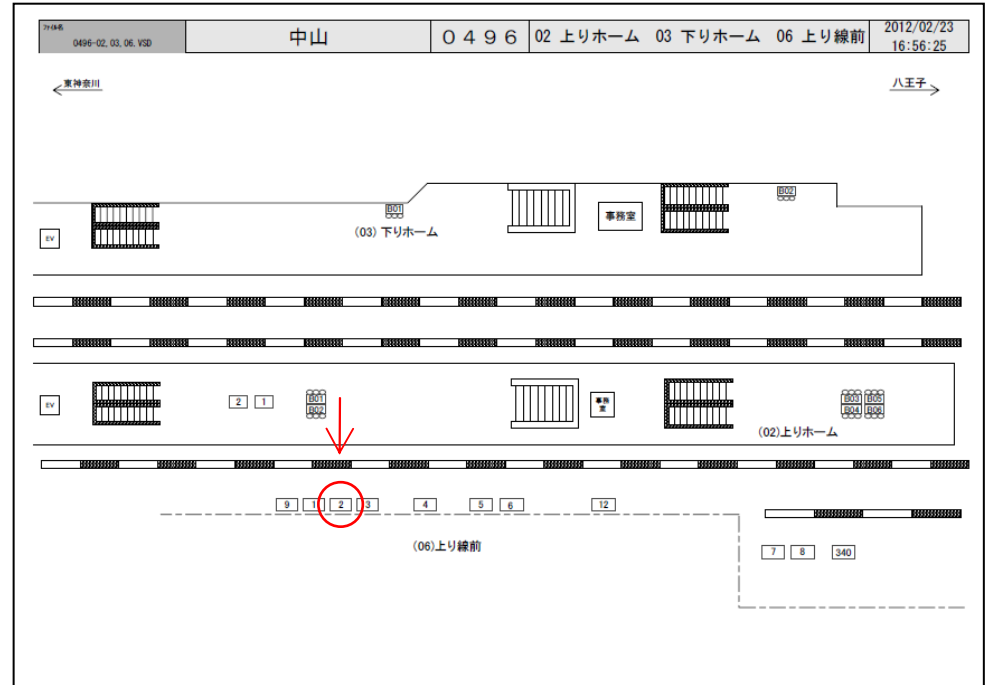 ファイル名
0496-02, 03, 06. VSD
中山
0496
02 上りホーム 03 下りホーム 06 上り線前
2012/02/23
16:56:25
東神奈川
八王子
B01
B02
事務室
EV
(03) 下りホーム
EV
2 1
B01
B02
事務
室
B03 B05
B04 B06
(02)上りホーム
9 1 2 3 4 5 6 12
(06)上り線前
7 8 340